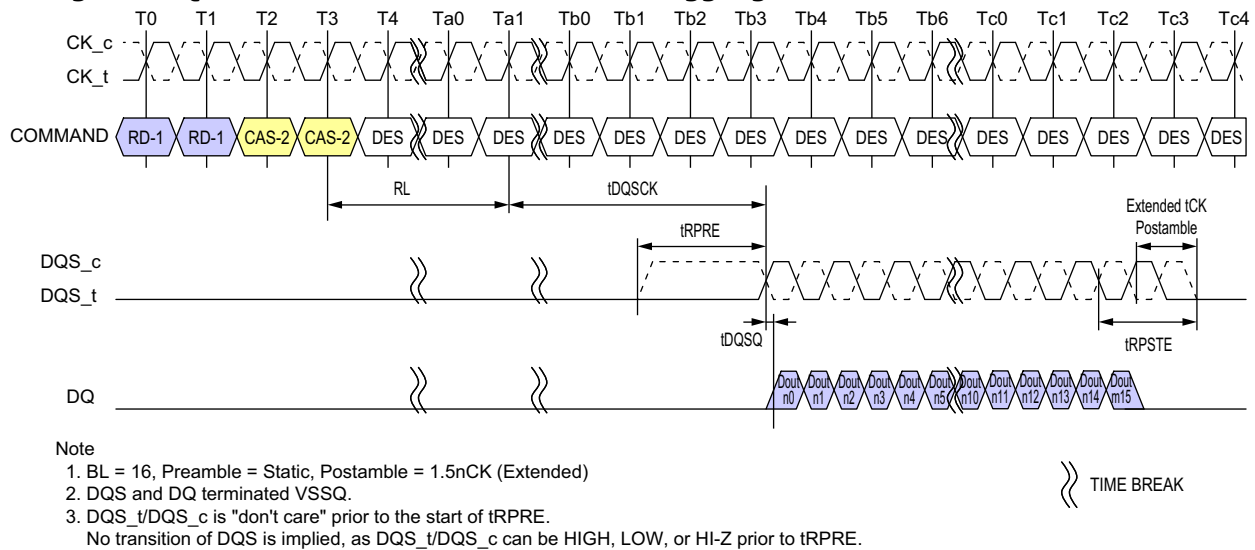 T0 T1 T2 T3 T4 Ta0 Ta1 Tb0 Tb1 Tb2 Tb3 Tb4 Tb5 Tb6 Tc0 Tc1 Tc2 Tc3 Tc4
CK_c
CK_t
COMMAND RD-1 RD-1 CAS-2 CAS-2 DES DES DES DES DES DES DES DES DES DES DES DES DES DES DES
RL tDQSCK
Extended tCK
Postamble
tRPRE
DQS_c
DQS_t
tDQSQ
tRPSTE
DQ
Dout Dout Dout Dout Dout Dout Dout Dout Dout Dout Dout Dout
n0 n1 n2 n3 n4 n5 n10 n11 n12 n13 n14 m15
Note
1. BL = 16, Preamble = Static, Postamble = 1.5nCK (Extended)
2. DQS and DQ terminated VSSQ.
3. DQS_t/DQS_c is "don't care" prior to the start of tRPRE.
No transition of DQS is implied, as DQS_t/DQS_c can be HIGH, LOW, or HI-Z prior to tRPRE.
TIME BREAK